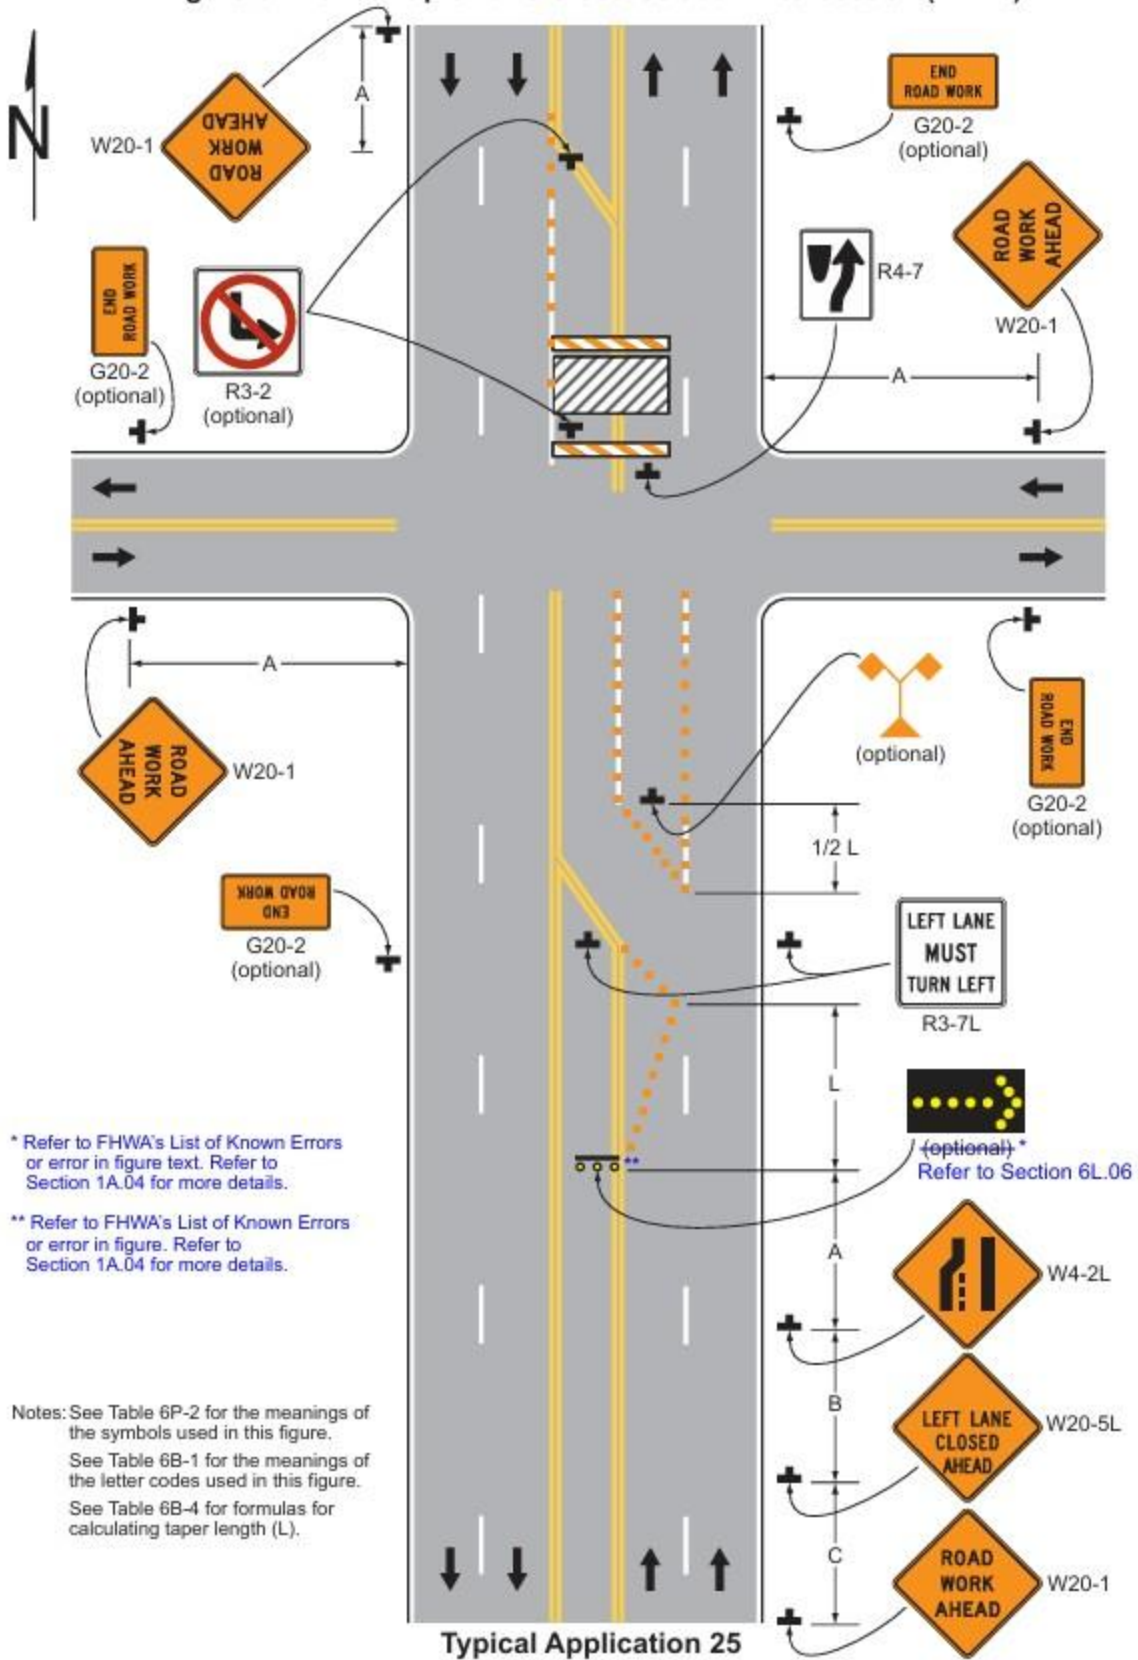 N
ROAD
WORK
AHEAD
W20-1
A
END
ROAD WORK
G20-2
(optional)
ROAD
WORK
AHEAD
W20-1
END
ROAD WORK
G20-2
(optional)
R3-2
(optional)
R4-7
A
A
ROAD
WORK
AHEAD
W20-1
(optional)
END
ROAD WORK
G20-2
(optional)
1/2 L
END
ROAD WORK
G20-2
(optional)
LEFT LANE
MUST
TURN LEFT
R3-7L
L
(optional) *
Refer to Section 6L.06
**
* Refer to FHWA's List of Known Errors
or error in figure text. Refer to
Section 1A.04 for more details.
** Refer to FHWA's List of Known Errors
or error in figure. Refer to
Section 1A.04 for more details.
A
W4-2L
B
LEFT LANE
CLOSED
AHEAD
W20-5L
Notes: See Table 6P-2 for the meanings of
the symbols used in this figure.
See Table 6B-1 for the meanings of
the letter codes used in this figure.
See Table 6B-4 for formulas for
calculating taper length (L).
C
ROAD
WORK
AHEAD
W20-1
Typical Application 25